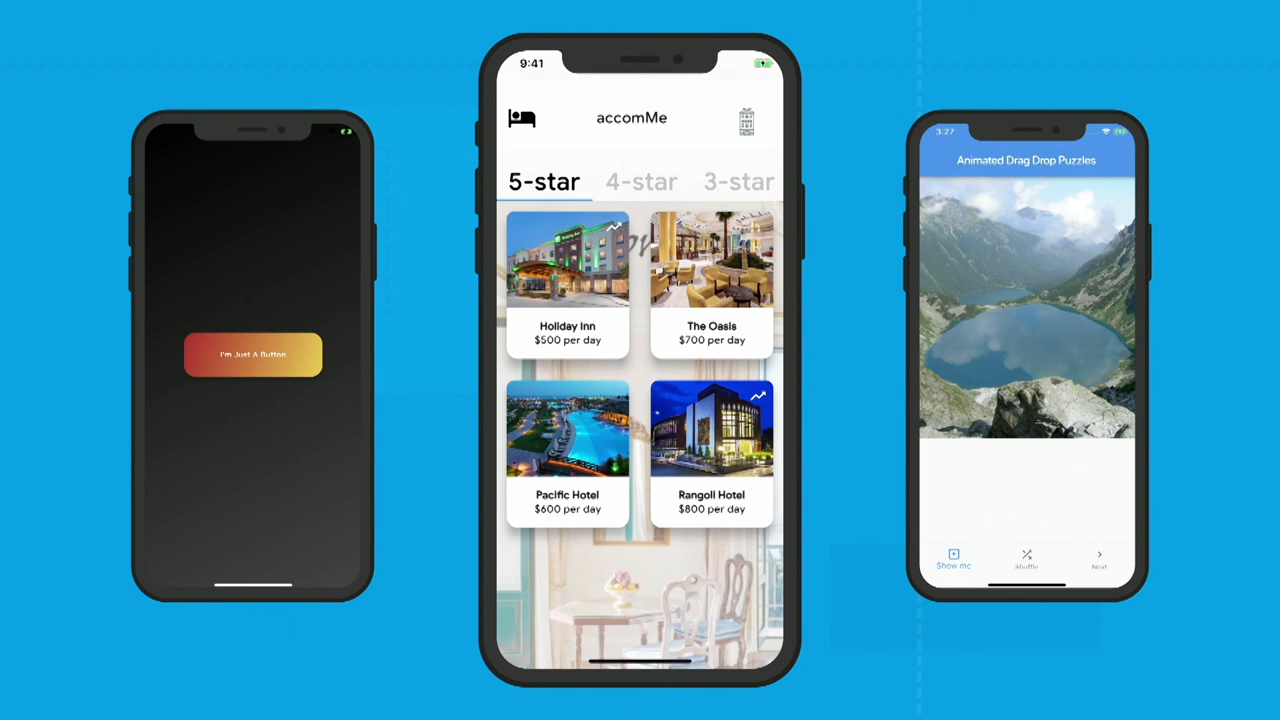 I'm Just A Button
9:41
accomMe
5-star 4-star 3-star
Holiday Inn
$500 per day
The Oasis
$700 per day
Pacific Hotel
$600 per day
Rangoli Hotel
$800 per day
3:27
Animated Drag Drop Puzzles
Show me
Shuffle
Next